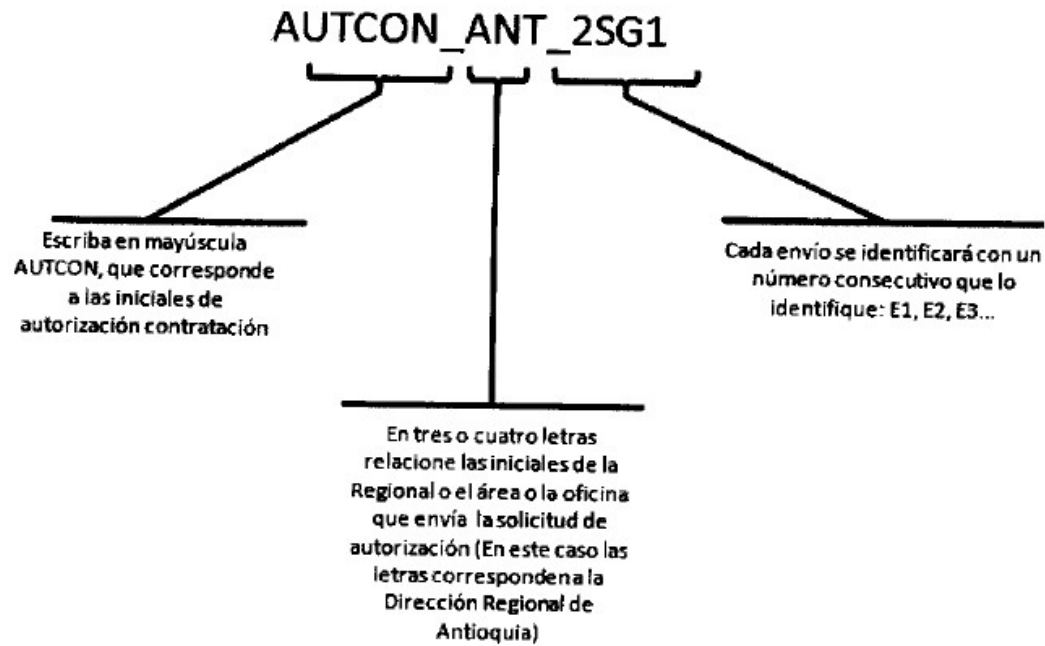 AUTCON_ANT_2SG1
Escriba en mayúscula
AUTCON, que corresponde
a las iniciales de
autorización contratación
En tres o cuatro letras
relacione las iniciales de la
Regional o el área o la oficina
que envía la solicitud de
autorización (En este caso las
letras corresponden a la
Dirección Regional de
Antioquia)
Cada envío se identificará con un
número consecutivo que lo
identifique: E1, E2, E3...